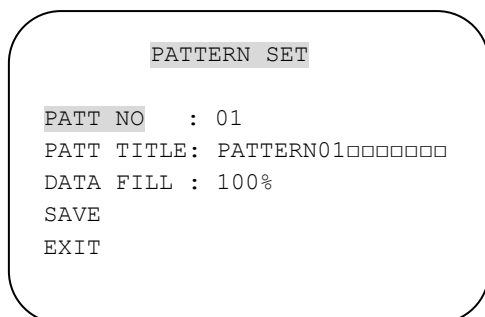 PATTERN SET
PATT NO : 01
PATT TITLE: PATTERN01□□□□□□□
DATA FILL : 100%
SAVE
EXIT